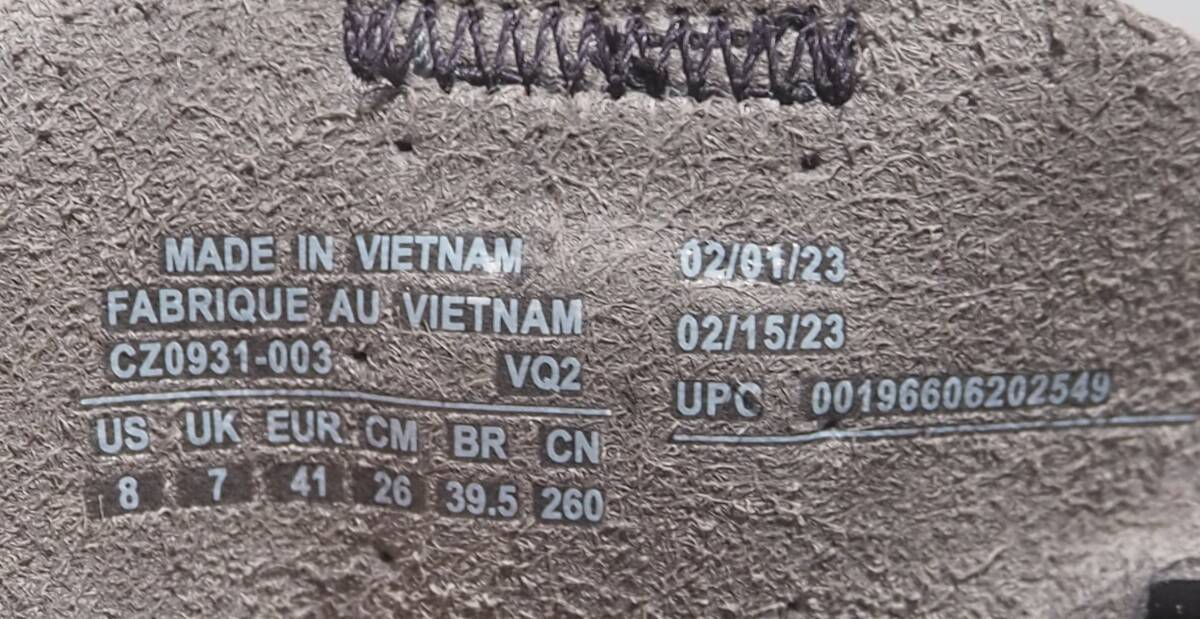 MADE IN VIETNAM
FABRIQUE AU VIETNAM
CZ0931-003 VQ2
US UK EUR CM BR CN
8 7 41 26 39.5 260
02/01/23
02/15/23
UPC 00196606202549